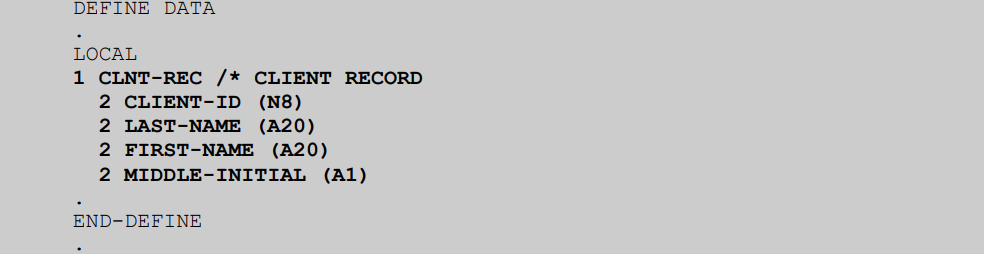 DEFINE DATA
.
LOCAL
1 CLNT-REC /* CLIENT RECORD
2 CLIENT-ID (N8)
2 LAST-NAME (A20)
2 FIRST-NAME (A20)
2 MIDDLE-INITIAL (A1)
.
END-DEFINE
.